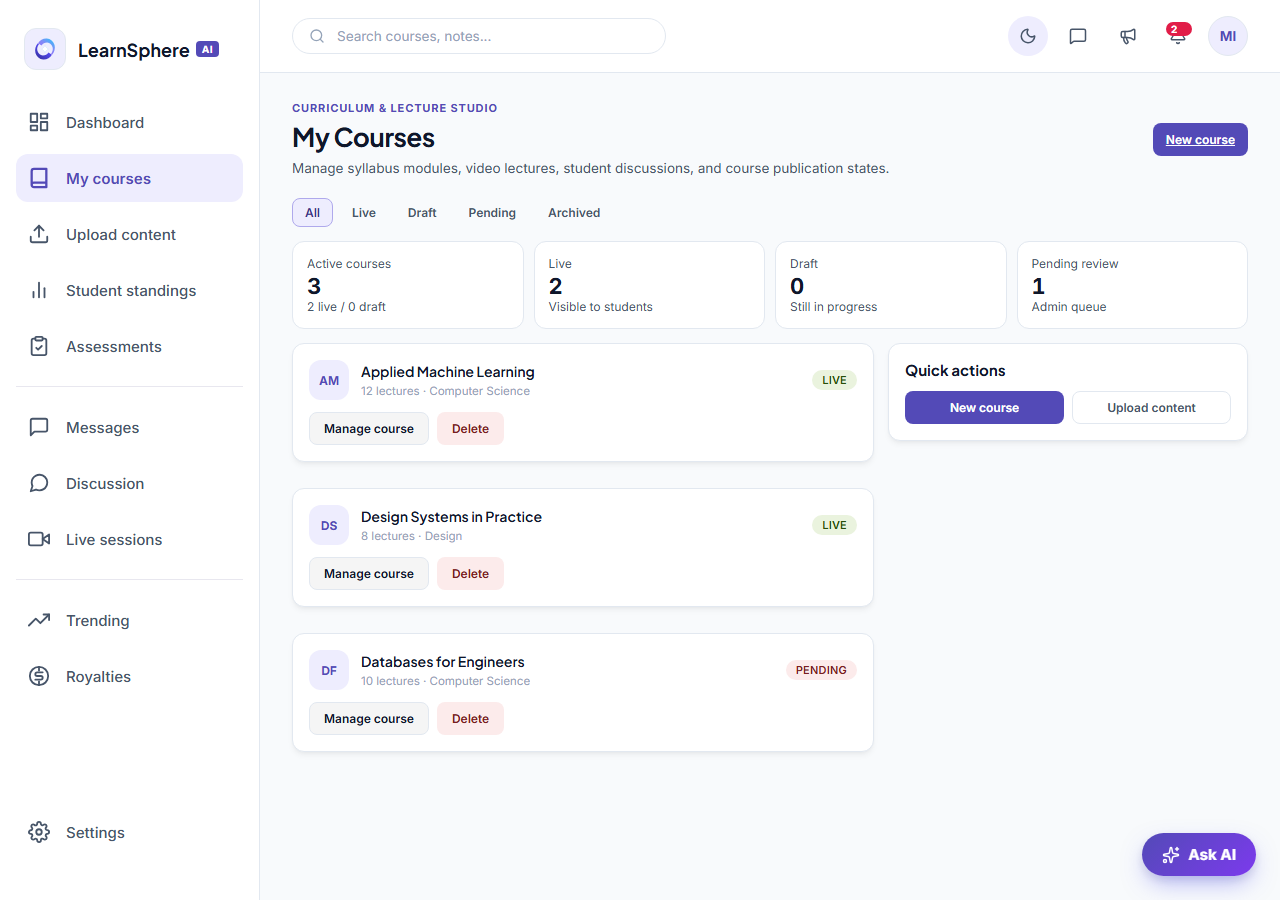 LearnSphere AI
Search courses, notes...
2
MI
Dashboard
My courses
Upload content
Student standings
Assessments
Messages
Discussion
Live sessions
Trending
Royalties
Settings
CURRICULUM & LECTURE STUDIO
My Courses
New course
Manage syllabus modules, video lectures, student discussions, and course publication states.
All Live Draft Pending Archived
Active courses
3
2 live / 0 draft
Live
2
Visible to students
Draft
0
Still in progress
Pending review
1
Admin queue
AM
Applied Machine Learning
12 lectures · Computer Science
LIVE
Manage course Delete
DS
Design Systems in Practice
8 lectures · Design
LIVE
Manage course Delete
DF
Databases for Engineers
10 lectures · Computer Science
PENDING
Manage course Delete
Quick actions
New course Upload content
Ask AI